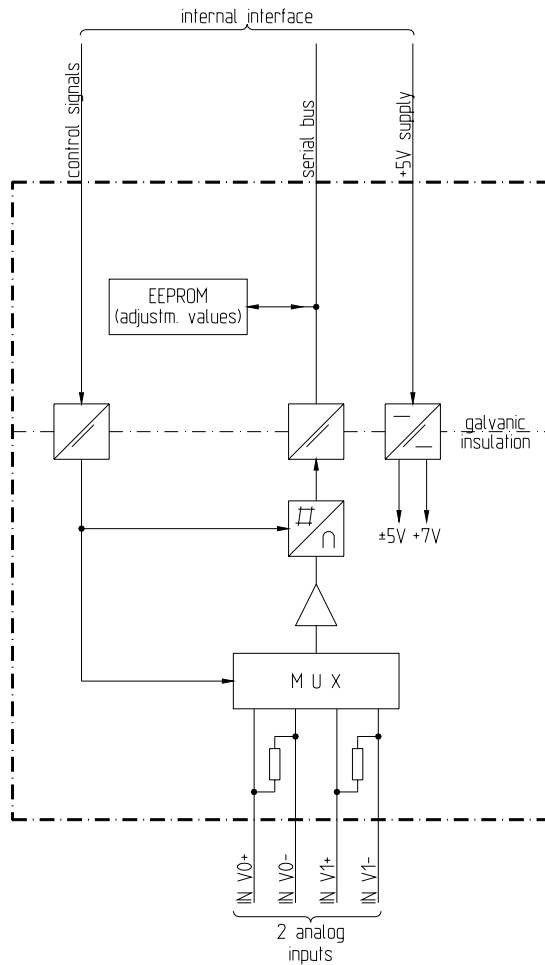 internal interface
control signals
serial bus
+5V supply
EEPROM
(adjustm. values)
galvanic
insulation
#
∩
±5V +7V
M U X
IN V0+
IN V0-
IN V1+
IN V1-
2 analog
inputs